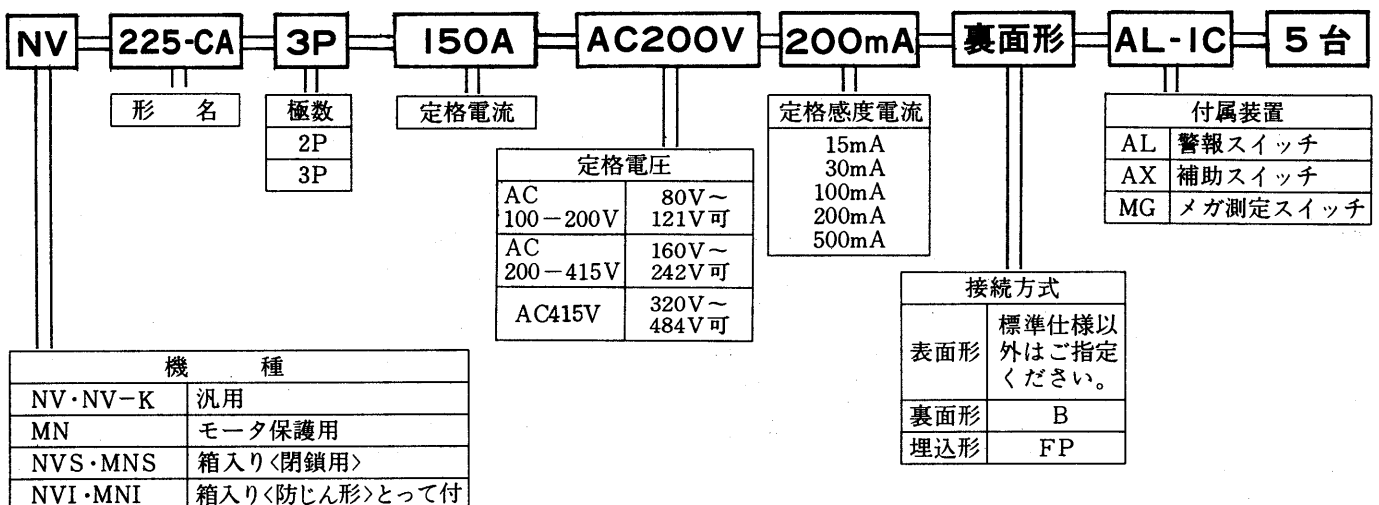 NV 225-CA 3P 150A AC200V 200mA 裏面形 AL-1C 5台
形 名
極数
2P
3P
定格電流
定格電圧
AC 100-200V 80V~ 121V可
AC 200-415V 160V~ 242V可
AC415V 320V~ 484V可
定格感度電流
15mA
30mA
100mA
200mA
500mA
付属装置
AL 警報スイッチ
AX 補助スイッチ
MG メガ測定スイッチ
接続方式
表面形 標準仕様以
外はご指定
ください。
裏面形 B
埋込形 FP
機 種
NV·NV-K 汎用
MN モータ保護用
NVS·MNS 箱入り<閉鎖用>
NVI·MNI 箱入り<防じん形>とって付